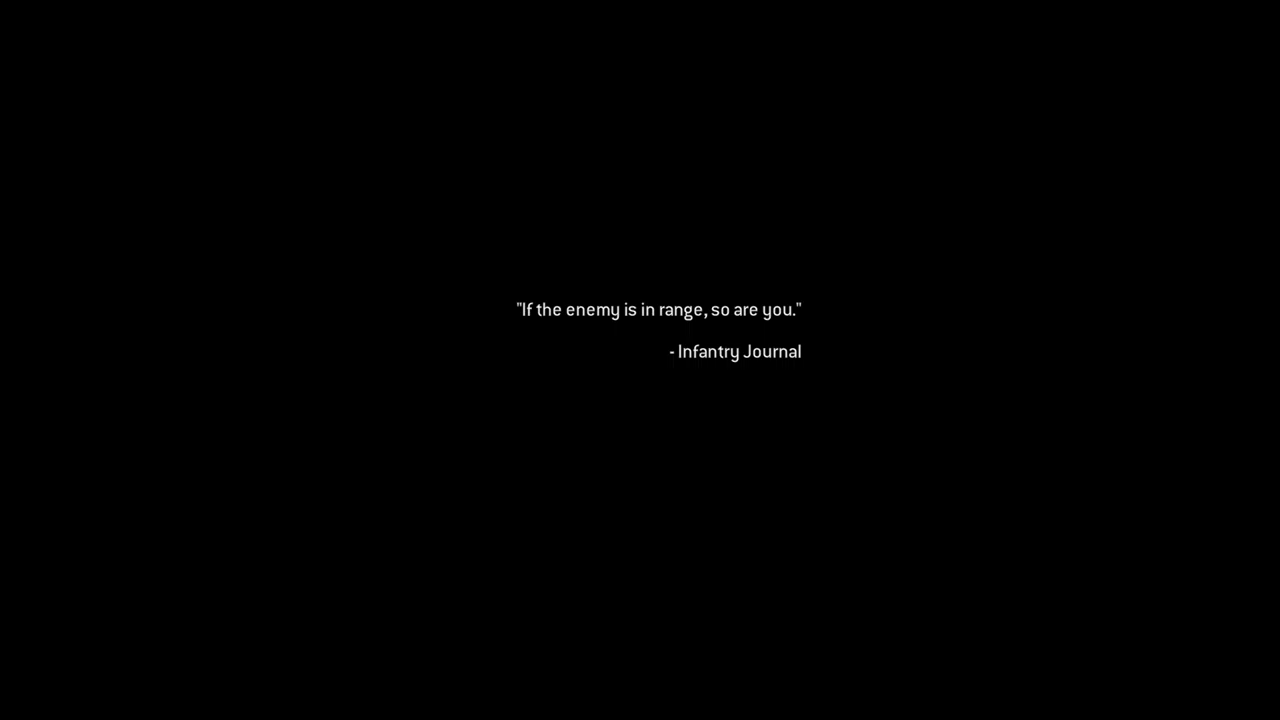 "If the enemy is in range, so are you."
- Infantry Journal